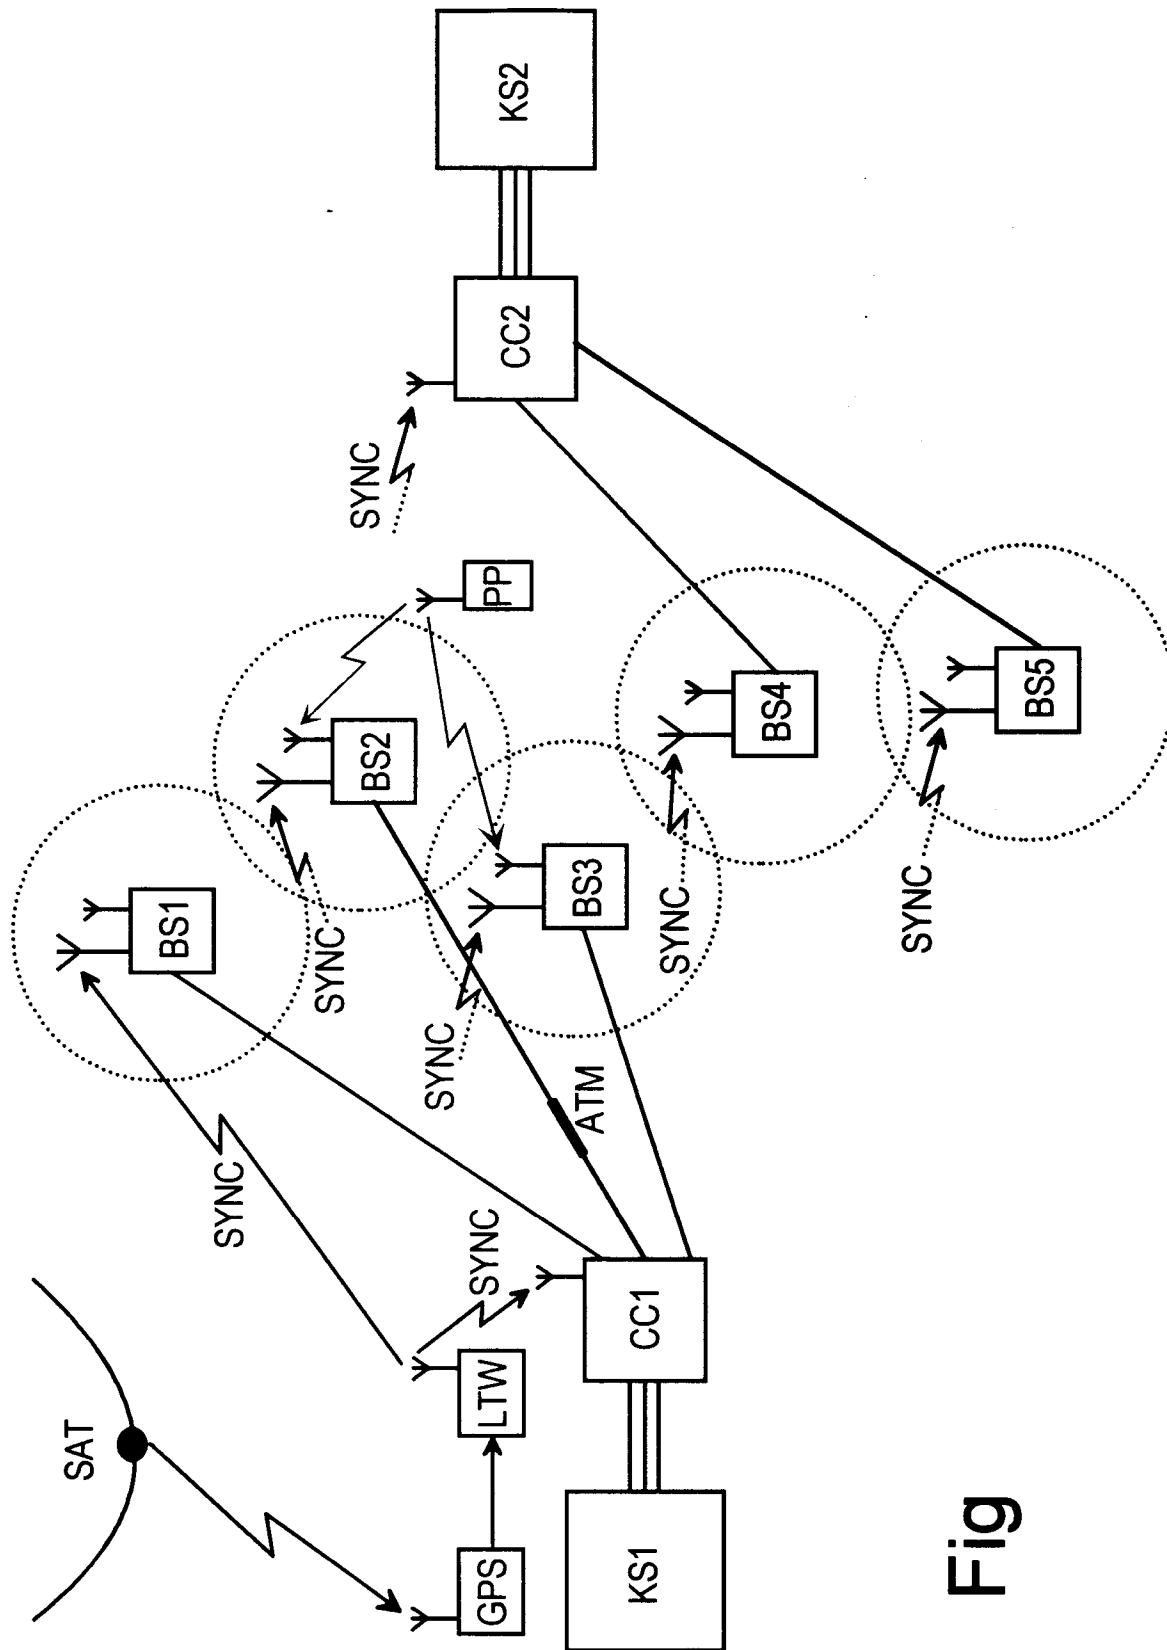 SAT
GPS
LTW
KS1
CC1
SYNC
SYNC
ATM
BS1
SYNC
BS2
SYNC
BS3
PP
SYNC
BS4
SYNC
BS5
SYNC
CC2
KS2
Fig